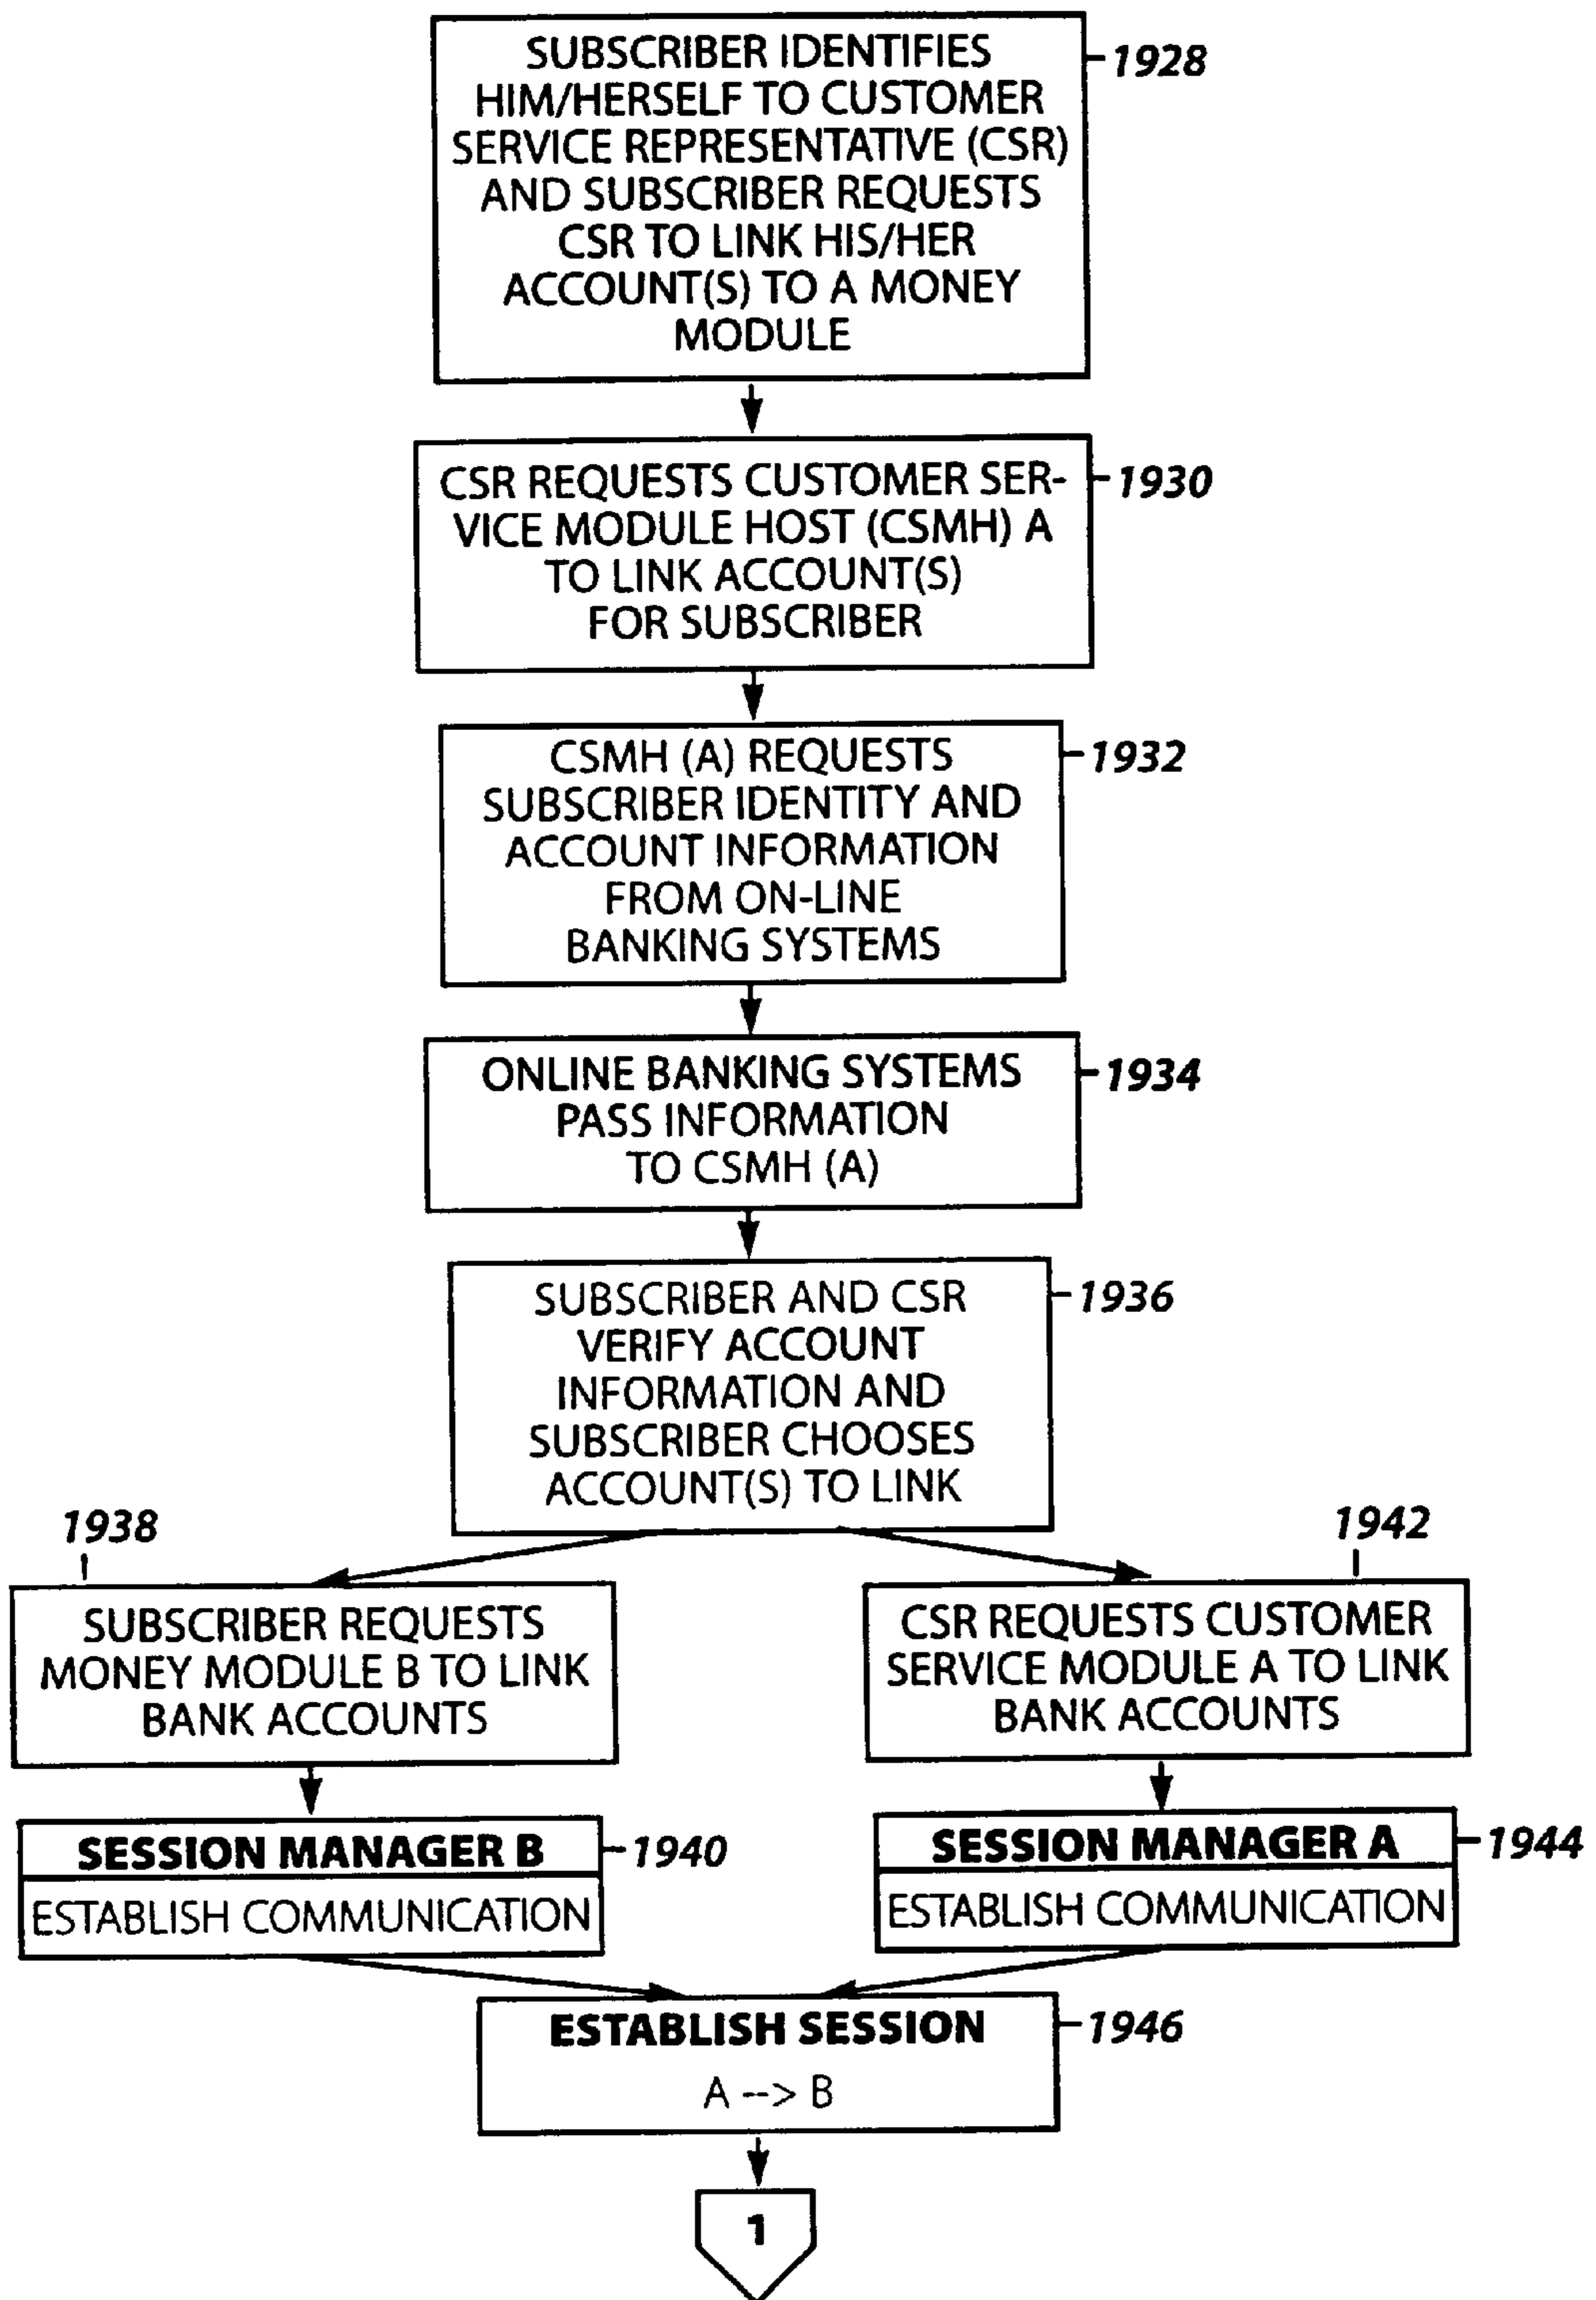 SUBSCRIBER IDENTIFIES
HIM/HERSELF TO CUSTOMER
SERVICE REPRESENTATIVE (CSR)
AND SUBSCRIBER REQUESTS
CSR TO LINK HIS/HER
ACCOUNT(S) TO A MONEY
MODULE
1928
CSR REQUESTS CUSTOMER SER-
VICE MODULE HOST (CSMH) A
TO LINK ACCOUNT(S)
FOR SUBSCRIBER
1930
CSMH (A) REQUESTS
SUBSCRIBER IDENTITY AND
ACCOUNT INFORMATION
FROM ON-LINE
BANKING SYSTEMS
1932
ONLINE BANKING SYSTEMS
PASS INFORMATION
TO CSMH (A)
1934
SUBSCRIBER AND CSR
VERIFY ACCOUNT
INFORMATION AND
SUBSCRIBER CHOOSES
ACCOUNT(S) TO LINK
1936
1938
SUBSCRIBER REQUESTS
MONEY MODULE B TO LINK
BANK ACCOUNTS
1942
CSR REQUESTS CUSTOMER
SERVICE MODULE A TO LINK
BANK ACCOUNTS
SESSION MANAGER B
1940
ESTABLISH COMMUNICATION
SESSION MANAGER A
1944
ESTABLISH COMMUNICATION
ESTABLISH SESSION
1946
A --> B
1